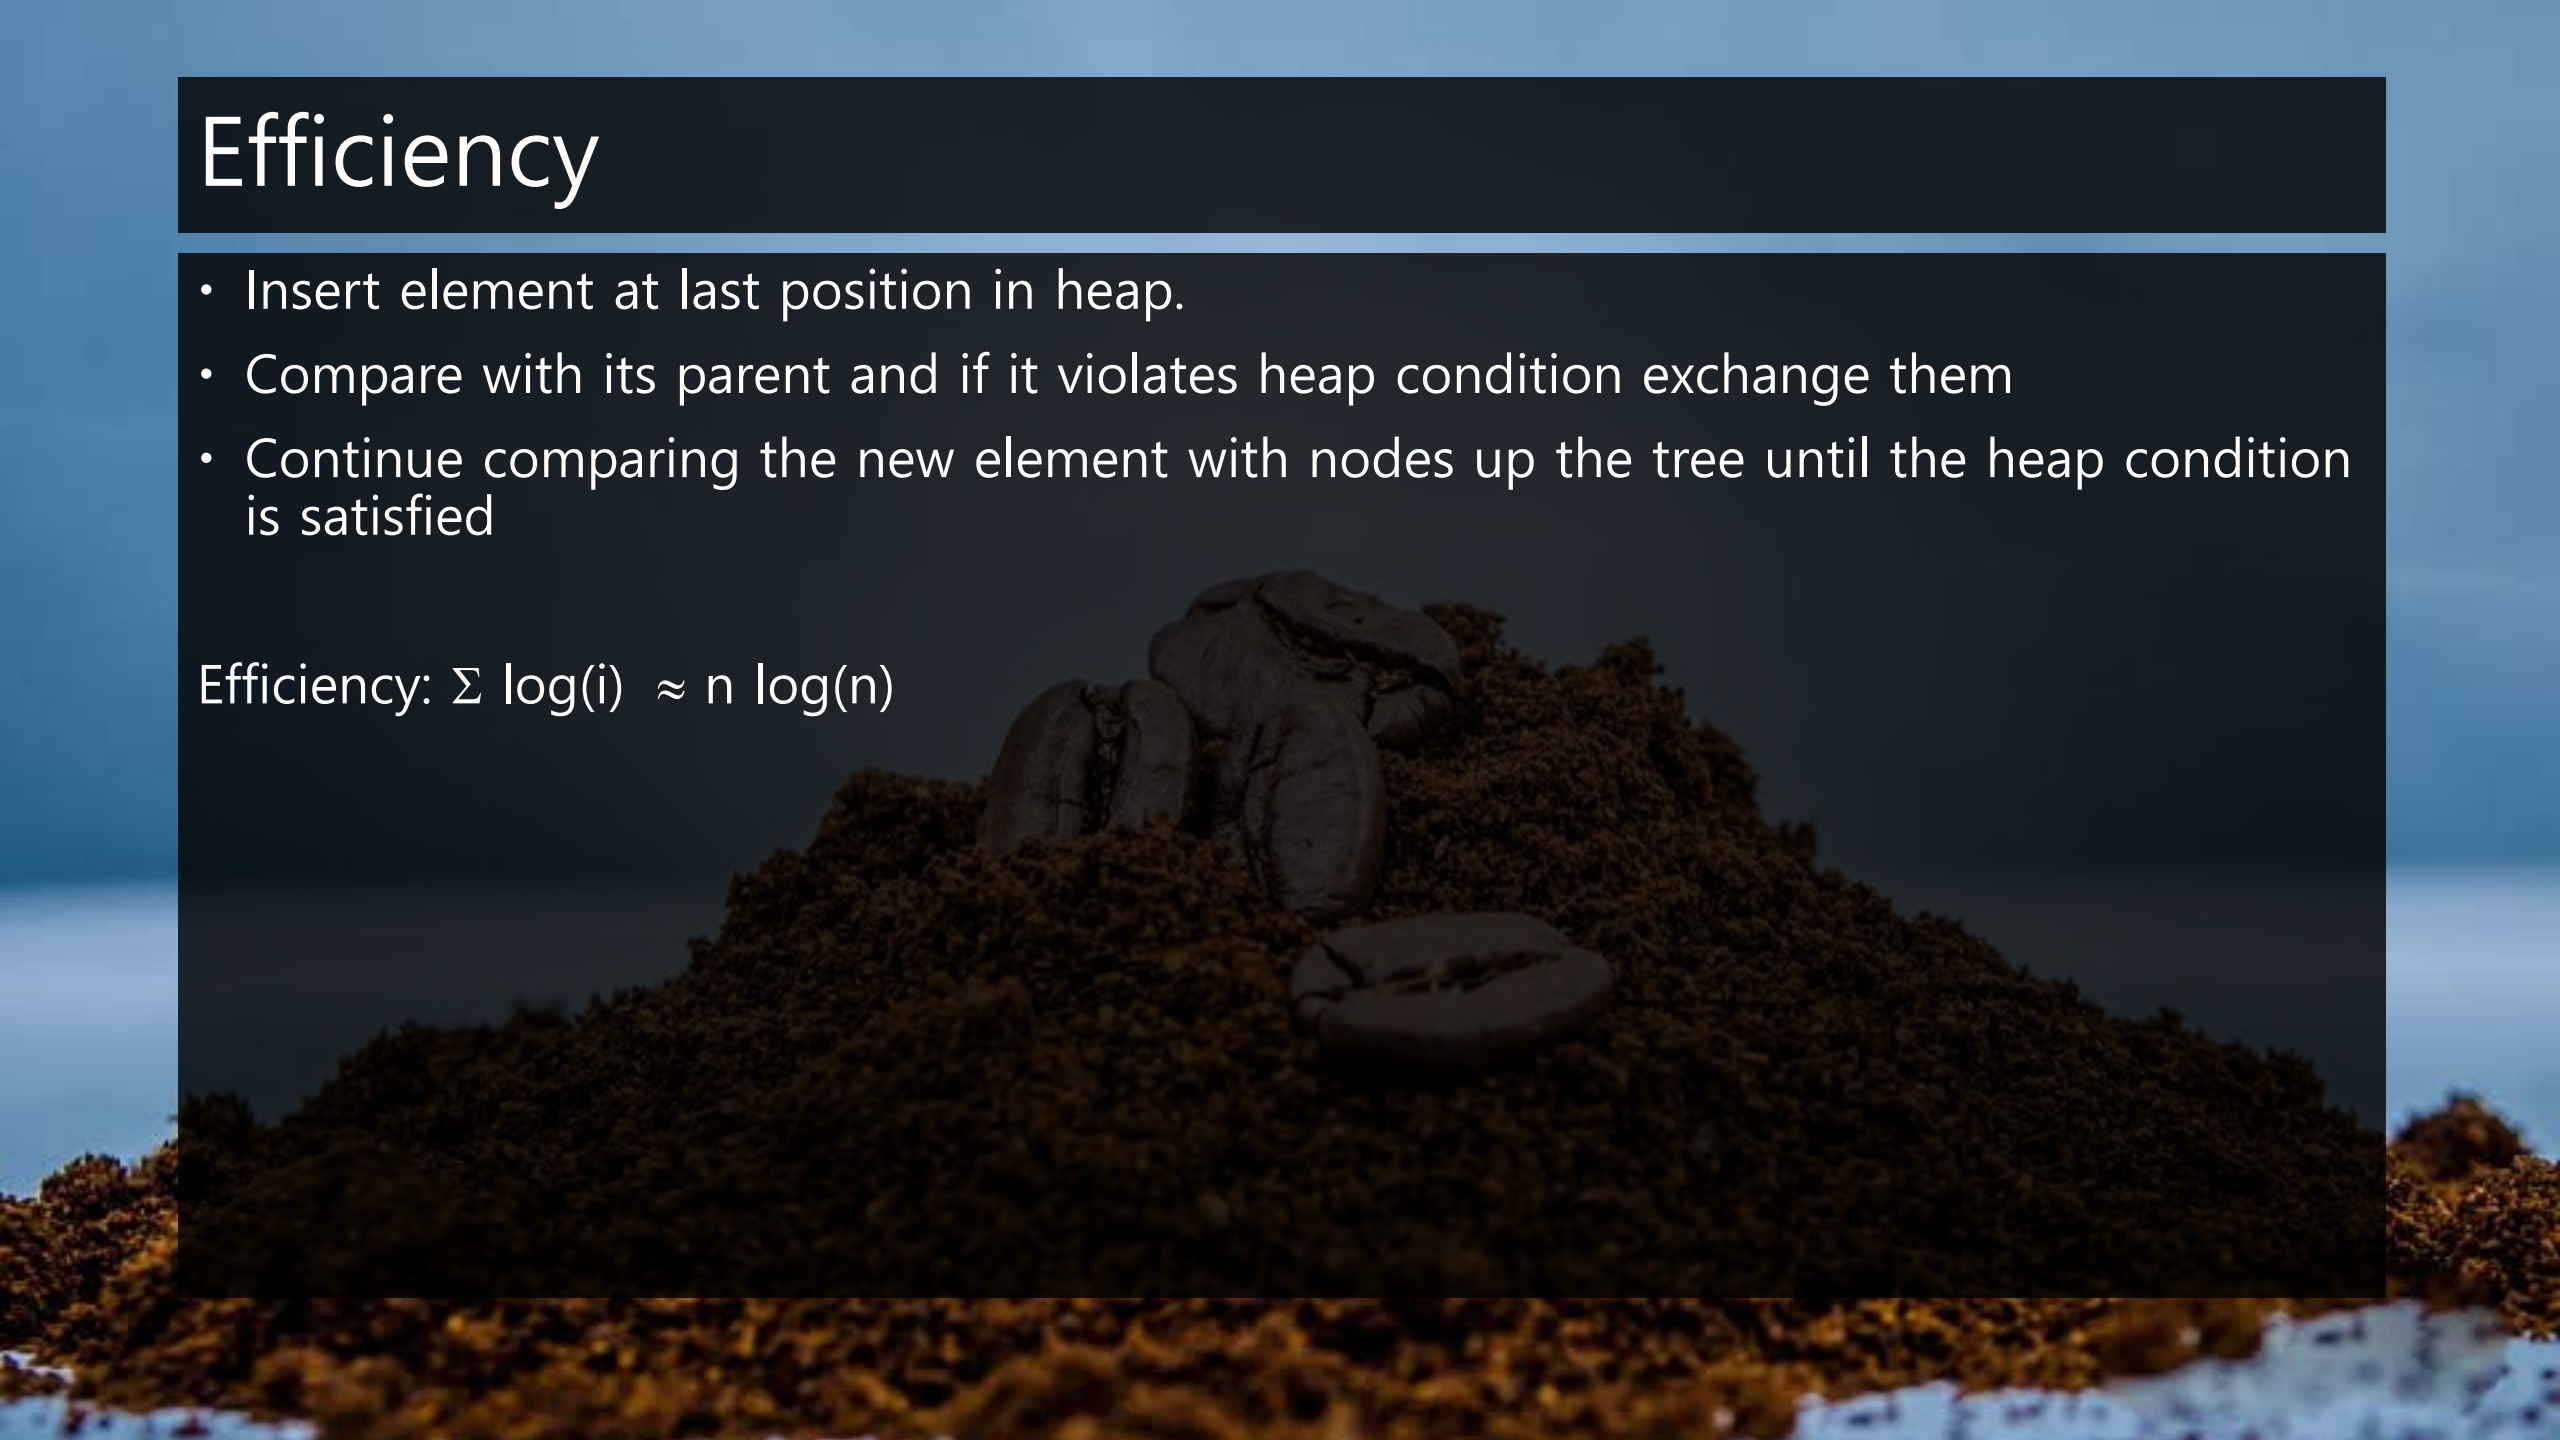 Efficiency
• Insert element at last position in heap.
• Compare with its parent and if it violates heap condition exchange them
• Continue comparing the new element with nodes up the tree until the heap condition
is satisfied
Efficiency: Σ log(i) ≈ n log(n)